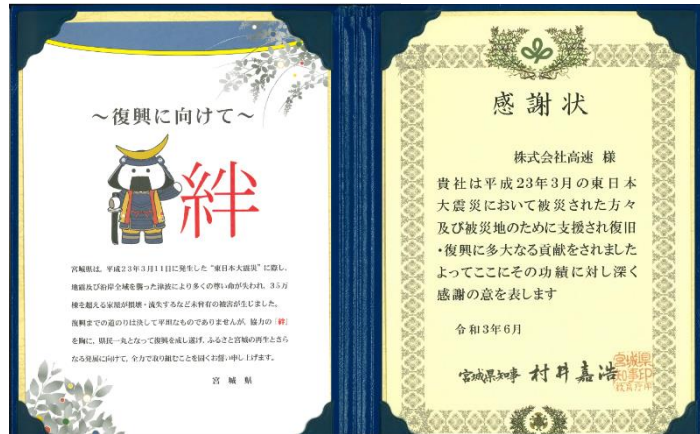 ～復興に向けて～
絆
宮城県は、平成23年3月11日に発生した“東日本大震災”に際し、
地震及び沿岸全域を襲った津波により多くの尊い命が失われ、35万
棟を超える家屋が損壊・流失するなど未曾有の被害が生じました。
復興までの道のりは決して平坦なものでありませんが、協力の「絆」
を胸に、県民一丸となって復興を成し遂げ、ふるさと宮城の再生とさら
なる発展に向けて、全力で取り組むことを固くお誓い申し上げます。
宮城県
感謝状
株式会社高速 様
貴社は平成23年3月の東日本
大震災において被災された方々
及び被災地のために支援され復旧
・復興に多大なる貢献をされました
よってここにその功績に対し深く
感謝の意を表します
令和3年6月
宮城県知事 村井嘉浩